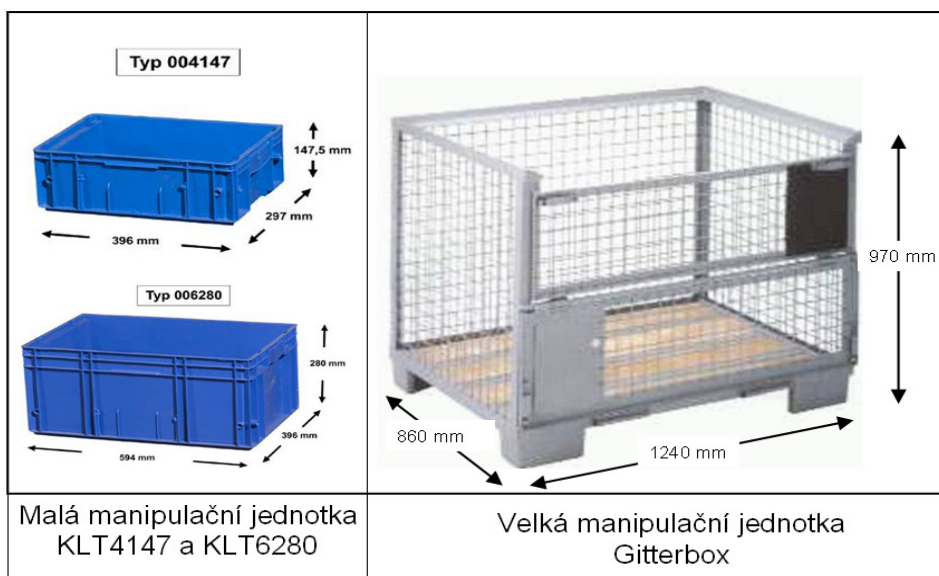 Typ 004147
147,5 mm
297 mm
396 mm
Typ 006280
280 mm
396 mm
594 mm
970 mm
860 mm
1240 mm
Malá manipulační jednotka
KLT4147 a KLT6280
Velká manipulační jednotka
Gitterbox